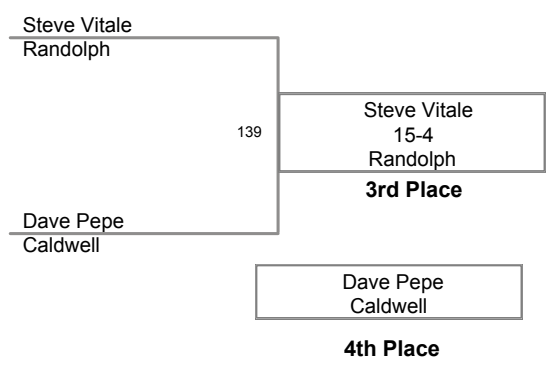 Steve Vitale
Randolph
139
Steve Vitale
15-4
Randolph
3rd Place
Dave Pepe
Caldwell
Dave Pepe
Caldwell
4th Place